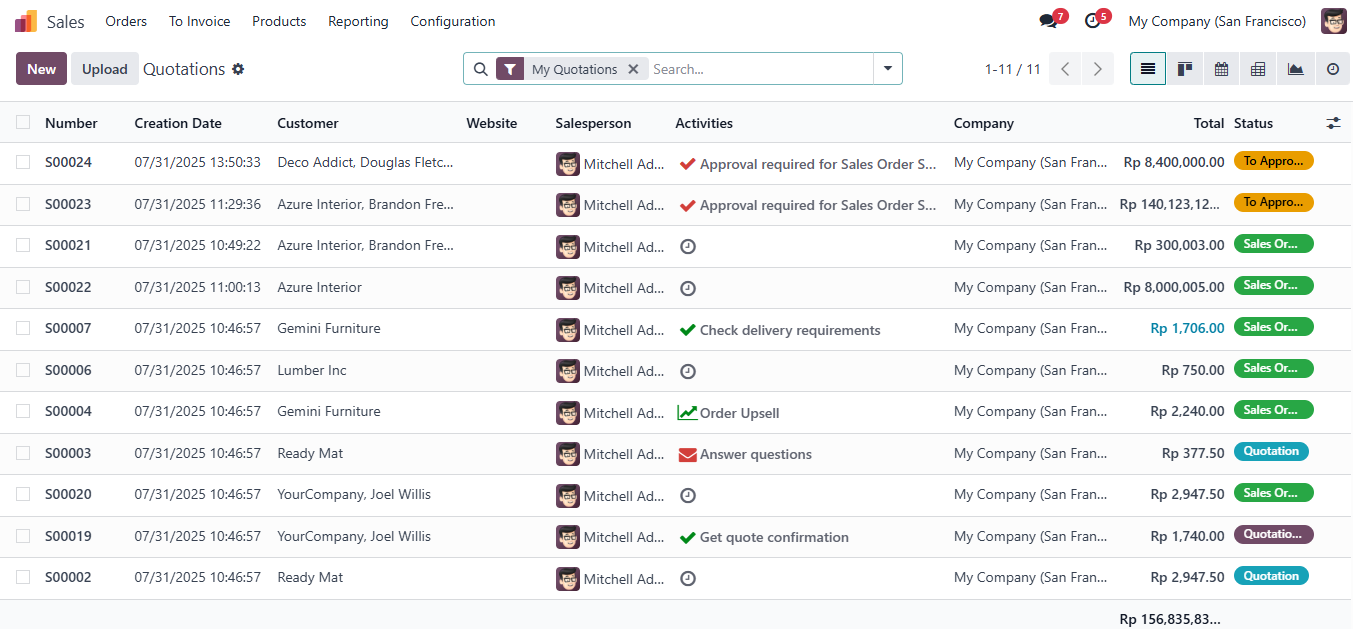 Sales Orders To Invoice Products Reporting Configuration 7 5 My Company (San Francisco)
New Upload Quotations My Quotations Search... 1-11 / 11
Number Creation Date Customer Website Salesperson Activities Company Total Status
S00024 07/31/2025 13:50:33 Deco Addict, Douglas Fletc... Mitchell Ad... Approval required for Sales Order S... My Company (San Fran... Rp 8,400,000.00 To Appro...
S00023 07/31/2025 11:29:36 Azure Interior, Brandon Fre... Mitchell Ad... Approval required for Sales Order S... My Company (San Fran... Rp 140,123,12... To Appro...
S00021 07/31/2025 10:49:22 Azure Interior, Brandon Fre... Mitchell Ad... My Company (San Fran... Rp 300,003.00 Sales Or...
S00022 07/31/2025 11:00:13 Azure Interior Mitchell Ad... My Company (San Fran... Rp 8,000,005.00 Sales Or...
S00007 07/31/2025 10:46:57 Gemini Furniture Mitchell Ad... Check delivery requirements My Company (San Fran... Rp 1,706.00 Sales Or...
S00006 07/31/2025 10:46:57 Lumber Inc Mitchell Ad... My Company (San Fran... Rp 750.00 Sales Or...
S00004 07/31/2025 10:46:57 Gemini Furniture Mitchell Ad... Order Upsell My Company (San Fran... Rp 2,240.00 Sales Or...
S00003 07/31/2025 10:46:57 Ready Mat Mitchell Ad... Answer questions My Company (San Fran... Rp 377.50 Quotation
S00020 07/31/2025 10:46:57 YourCompany, Joel Willis Mitchell Ad... My Company (San Fran... Rp 2,947.50 Sales Or...
S00019 07/31/2025 10:46:57 YourCompany, Joel Willis Mitchell Ad... Get quote confirmation My Company (San Fran... Rp 1,740.00 Quotatio...
S00002 07/31/2025 10:46:57 Ready Mat Mitchell Ad... My Company (San Fran... Rp 2,947.50 Quotation
Rp 156,835,83...